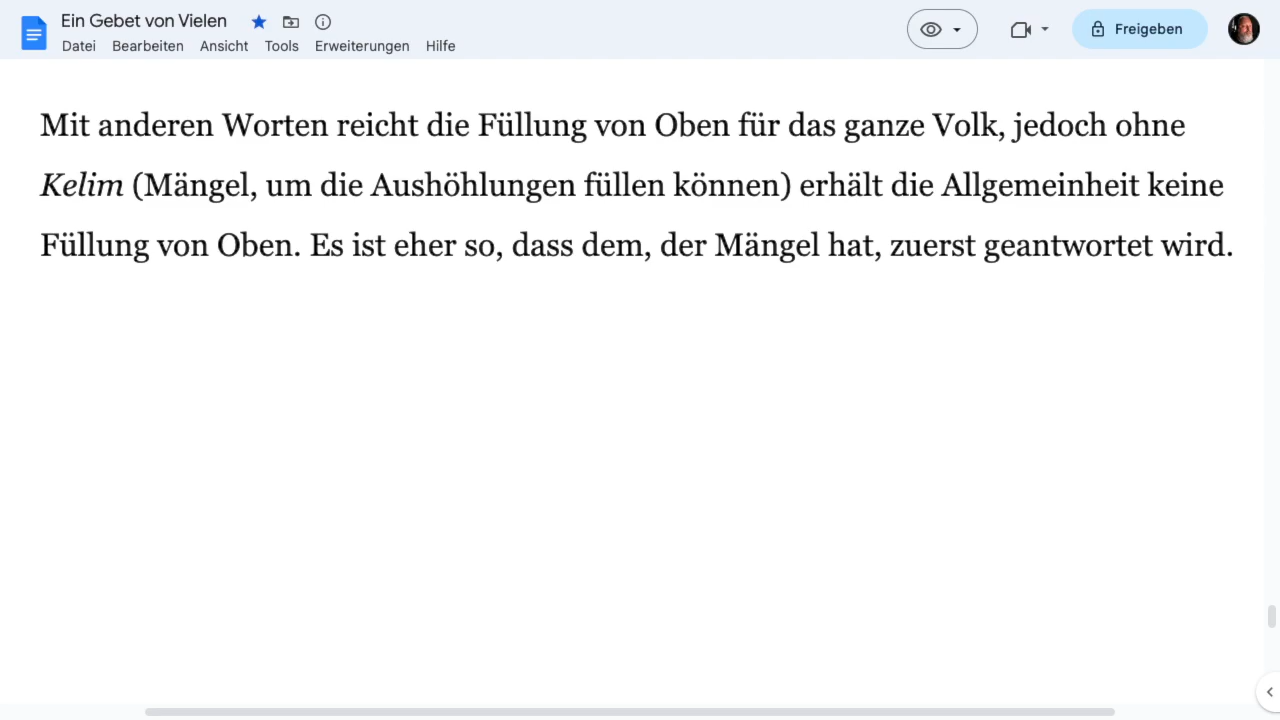 Ein Gebet von Vielen
Datei Bearbeiten Ansicht Tools Erweiterungen Hilfe
Freigeben
Mit anderen Worten reicht die Füllung von Oben für das ganze Volk, jedoch ohne
Kelim (Mängel, um die Aushöhlungen füllen können) erhält die Allgemeinheit keine
Füllung von Oben. Es ist eher so, dass dem, der Mängel hat, zuerst geantwortet wird.